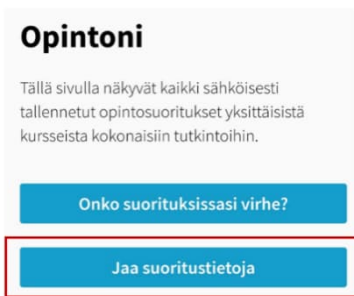 Opintoni
Tällä sivulla näkyvät kaikki sähköisesti
tallennetut opintosuoritukset yksittäisistä
kursseista kokonaisiin tutkintoihin.
Onko suorituksissasi virhe?
Jaa suoritustietoja